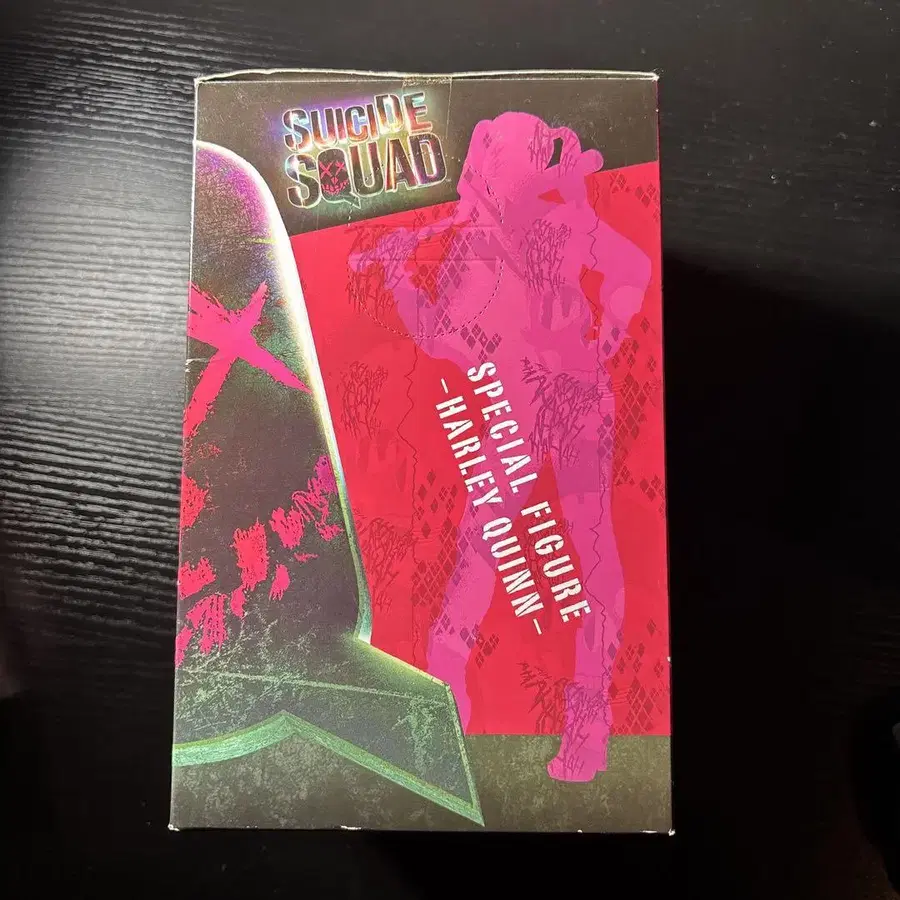 SUICIDE
SQUAD
SPECIAL FIGURE
-HARLEY QUINN-